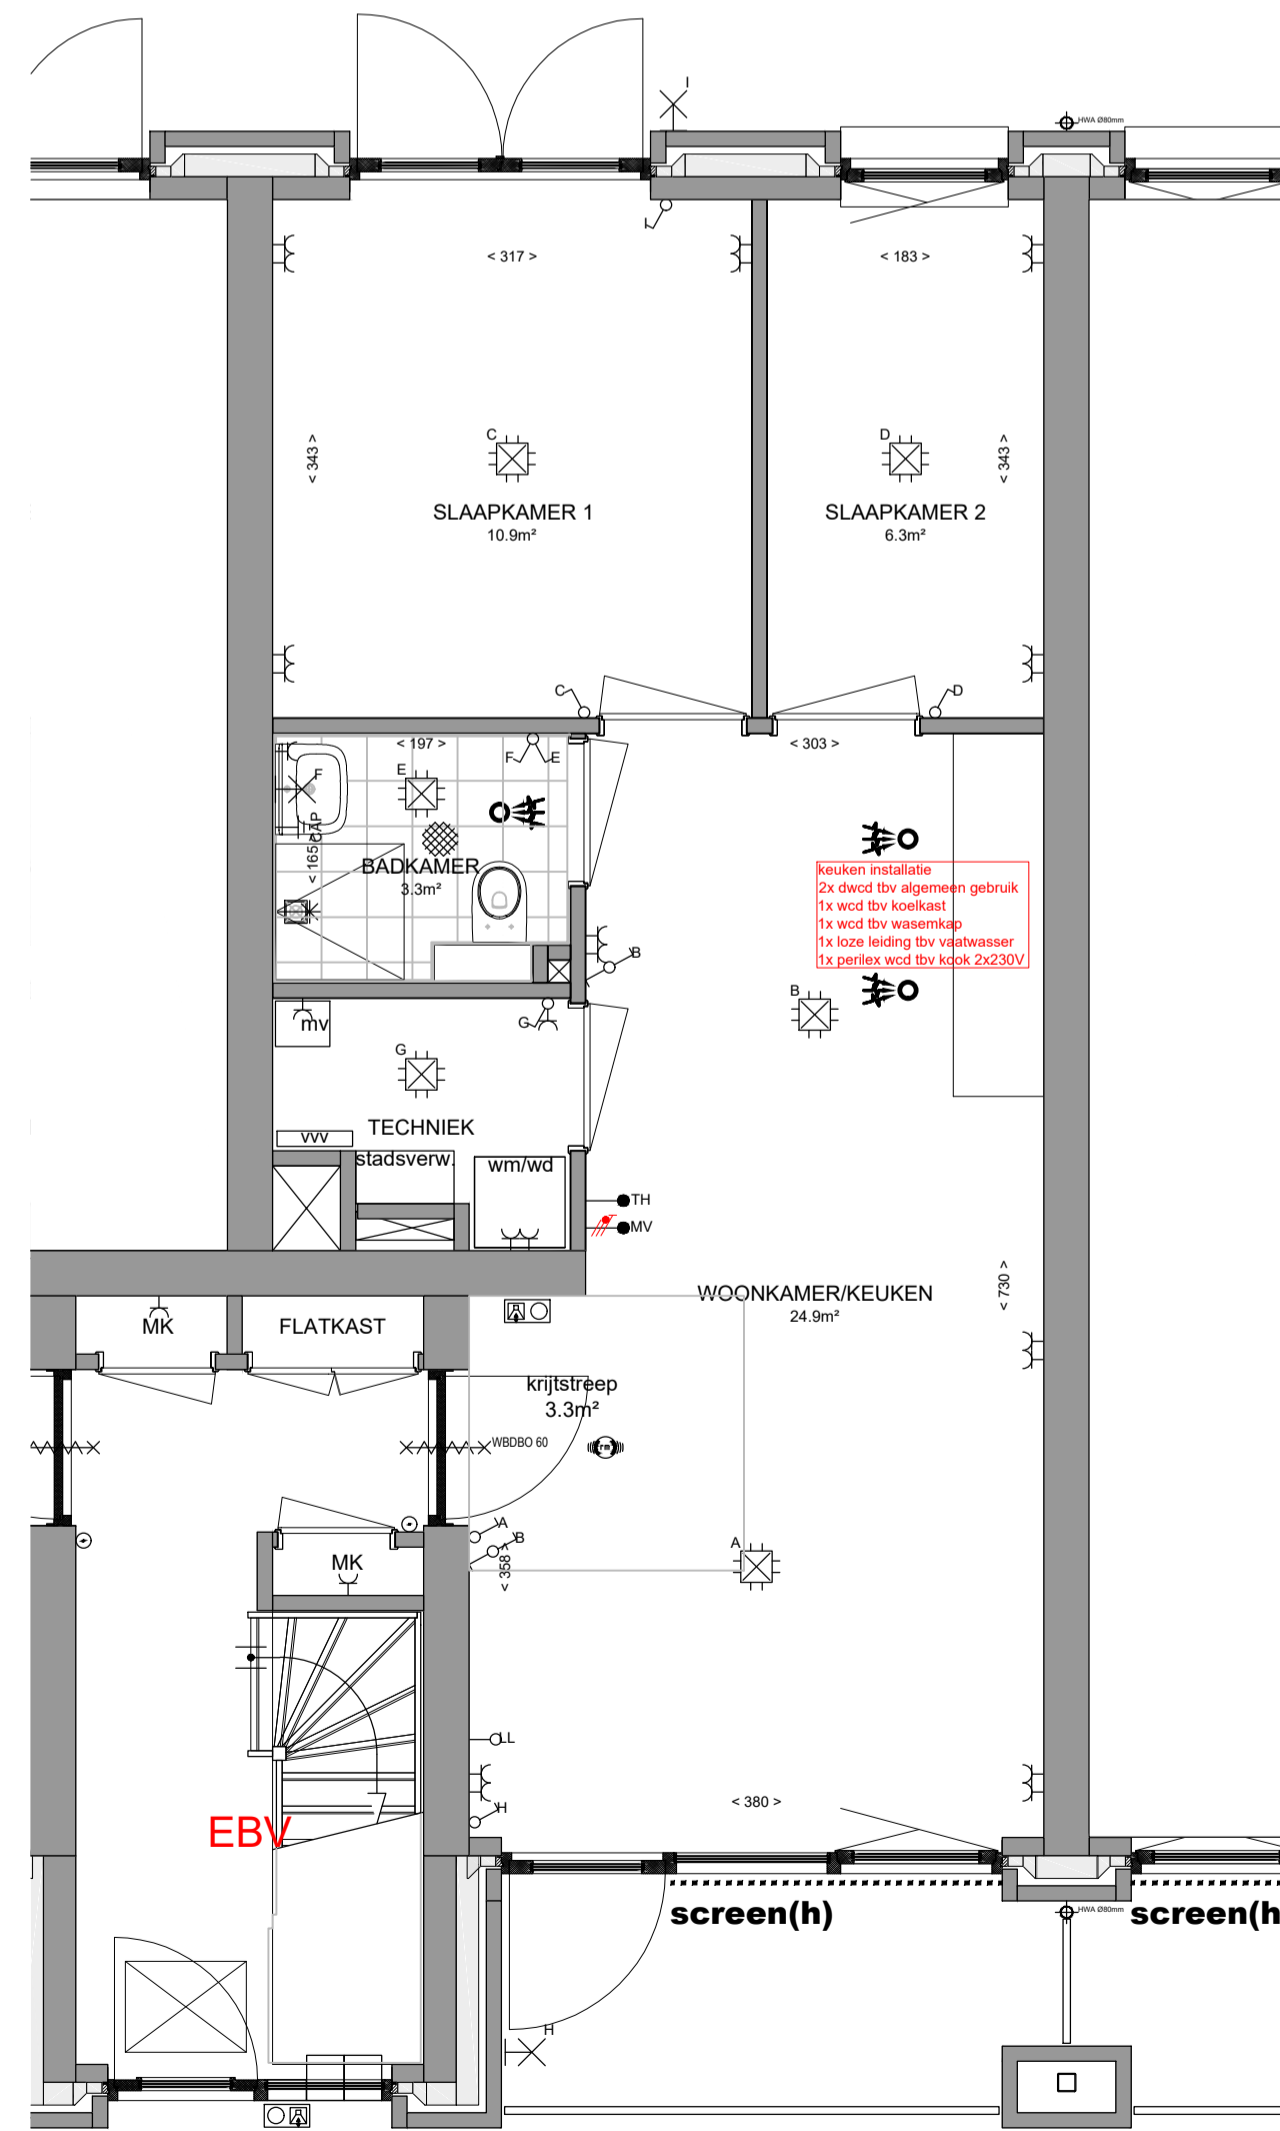 I
HWA Ø80mm
< 317 >
< 183 >
C
D
< 343 >
< 343 >
SLAAPKAMER 1
10.9m²
SLAAPKAMER 2
6.3m²
C
D
< 197 >
< 303 >
F
E
F
E
CAP
< 165 >
BADKAMER
3.3m²
keuken installatie
2x dwcd tbv algemeen gebruik
1x wcd tbv koelkast
1x wcd tbv wasemkap
1x loze leiding tbv vaatwasser
1x perilex wcd tbv kook 2x230V
B
B
mv
G
G
TECHNIEK
vvv
stadsverw.
wm/wd
TH
MV
WOONKAMER/KEUKEN
24.9m²
< 730 >
MK
FLATKAST
krijtstreep
3.3m²
WBDBO 60
rm
A
B
A
MK
< 358 >
LL
< 380 >
H
EBV
screen(h)
HWA Ø80mm
screen(h
H